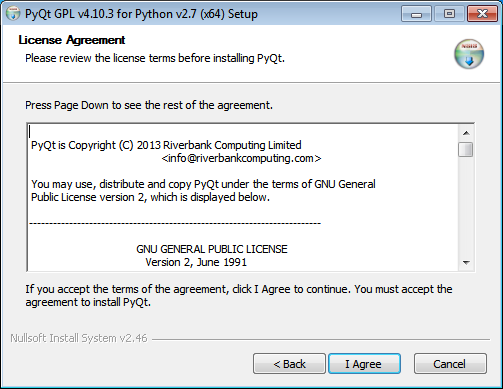 PyQt GPL v4.10.3 for Python v2.7 (x64) Setup
License Agreement
Please review the license terms before installing PyQt.
Press Page Down to see the rest of the agreement.
PyQt is Copyright (C) 2013 Riverbank Computing Limited
<info@riverbankcomputing.com>
You may use, distribute and copy PyQt under the terms of GNU General
Public License version 2, which is displayed below.
-------------------------------------------------------------------------
GNU GENERAL PUBLIC LICENSE
Version 2, June 1991
If you accept the terms of the agreement, click I Agree to continue. You must accept the
agreement to install PyQt.
Nullsoft Install System v2.46
< Back
I Agree
Cancel